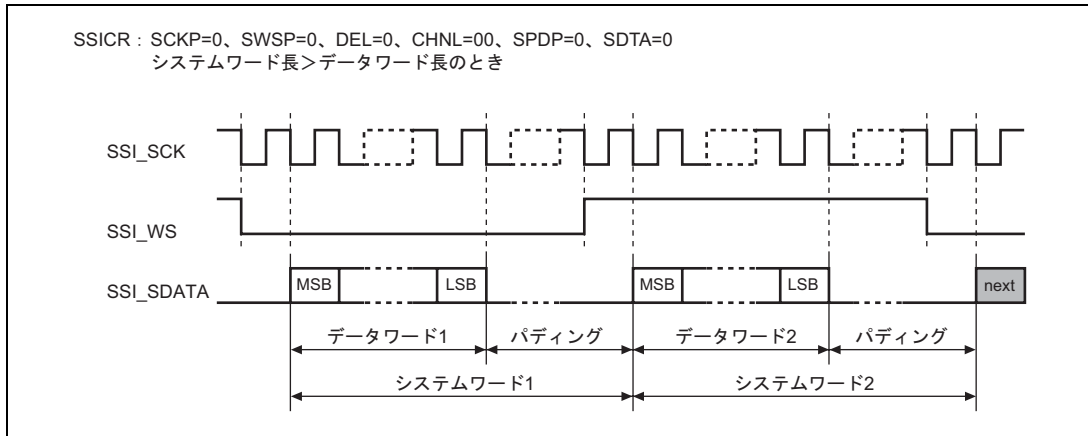 SSICR：SCKP=0、SWSP=0、DEL=0、CHNL=00、SPDP=0、SDTA=0
システムワード長＞データワード長のとき
SSI_SCK
SSI_WS
SSI_SDATA
MSB LSB MSB LSB next
データワード1 パディング データワード2 パディング
システムワード1 システムワード2